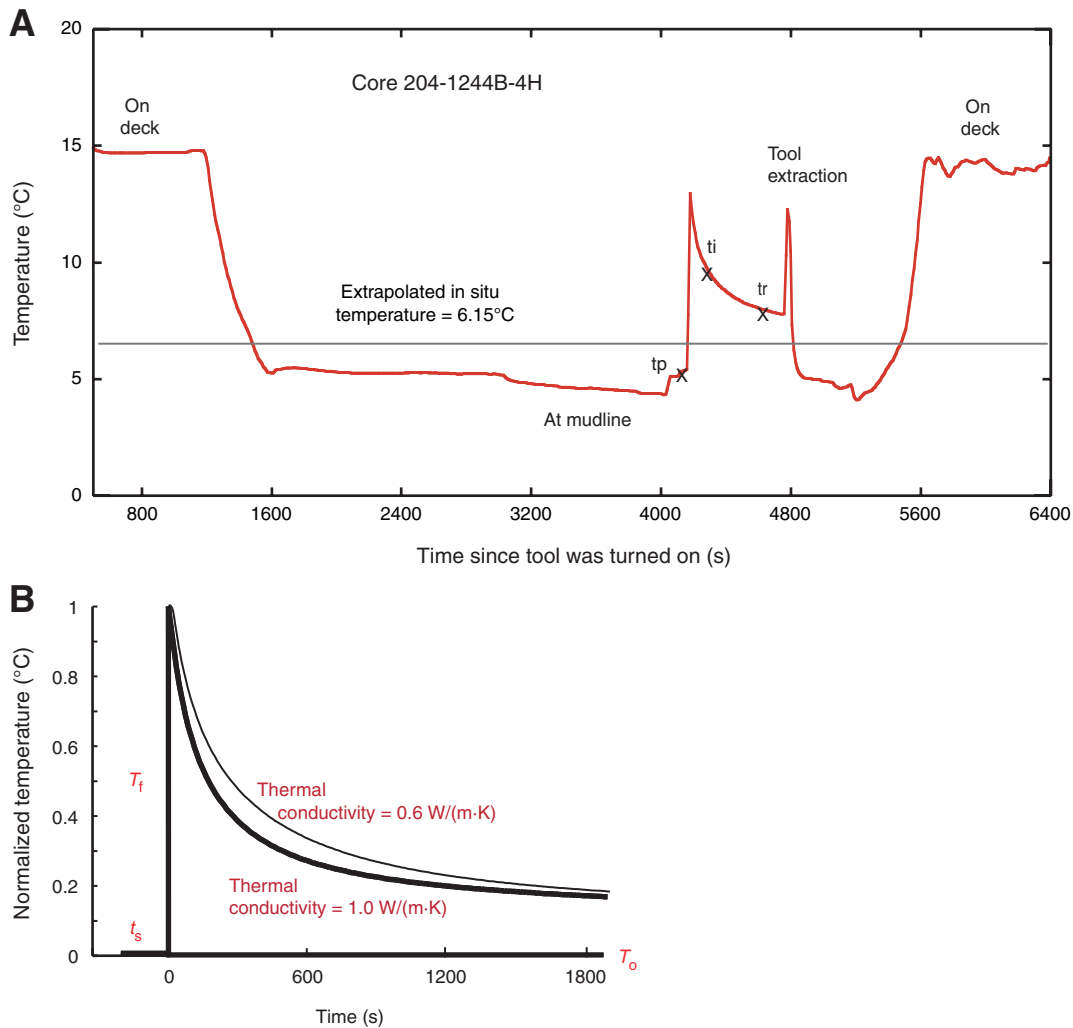 A
20
Core 204-1244B-4H
On
deck
On
deck
15
Tool
extraction
Temperature (°C)
ti
10
Extrapolated in situ
temperature = 6.15°C
tr
X
X
tp
X
5
At mudline
0
800 1600 2400 3200 4000 4800 5600 6400
Time since tool was turned on (s)
B
1
Normalized temperature (°C)
0.8
0.6
Tf
Thermal
conductivity = 0.6 W/(m·K)
0.4
0.2
Thermal
conductivity = 1.0 W/(m·K)
ts
0
To
0 600 1200 1800
Time (s)